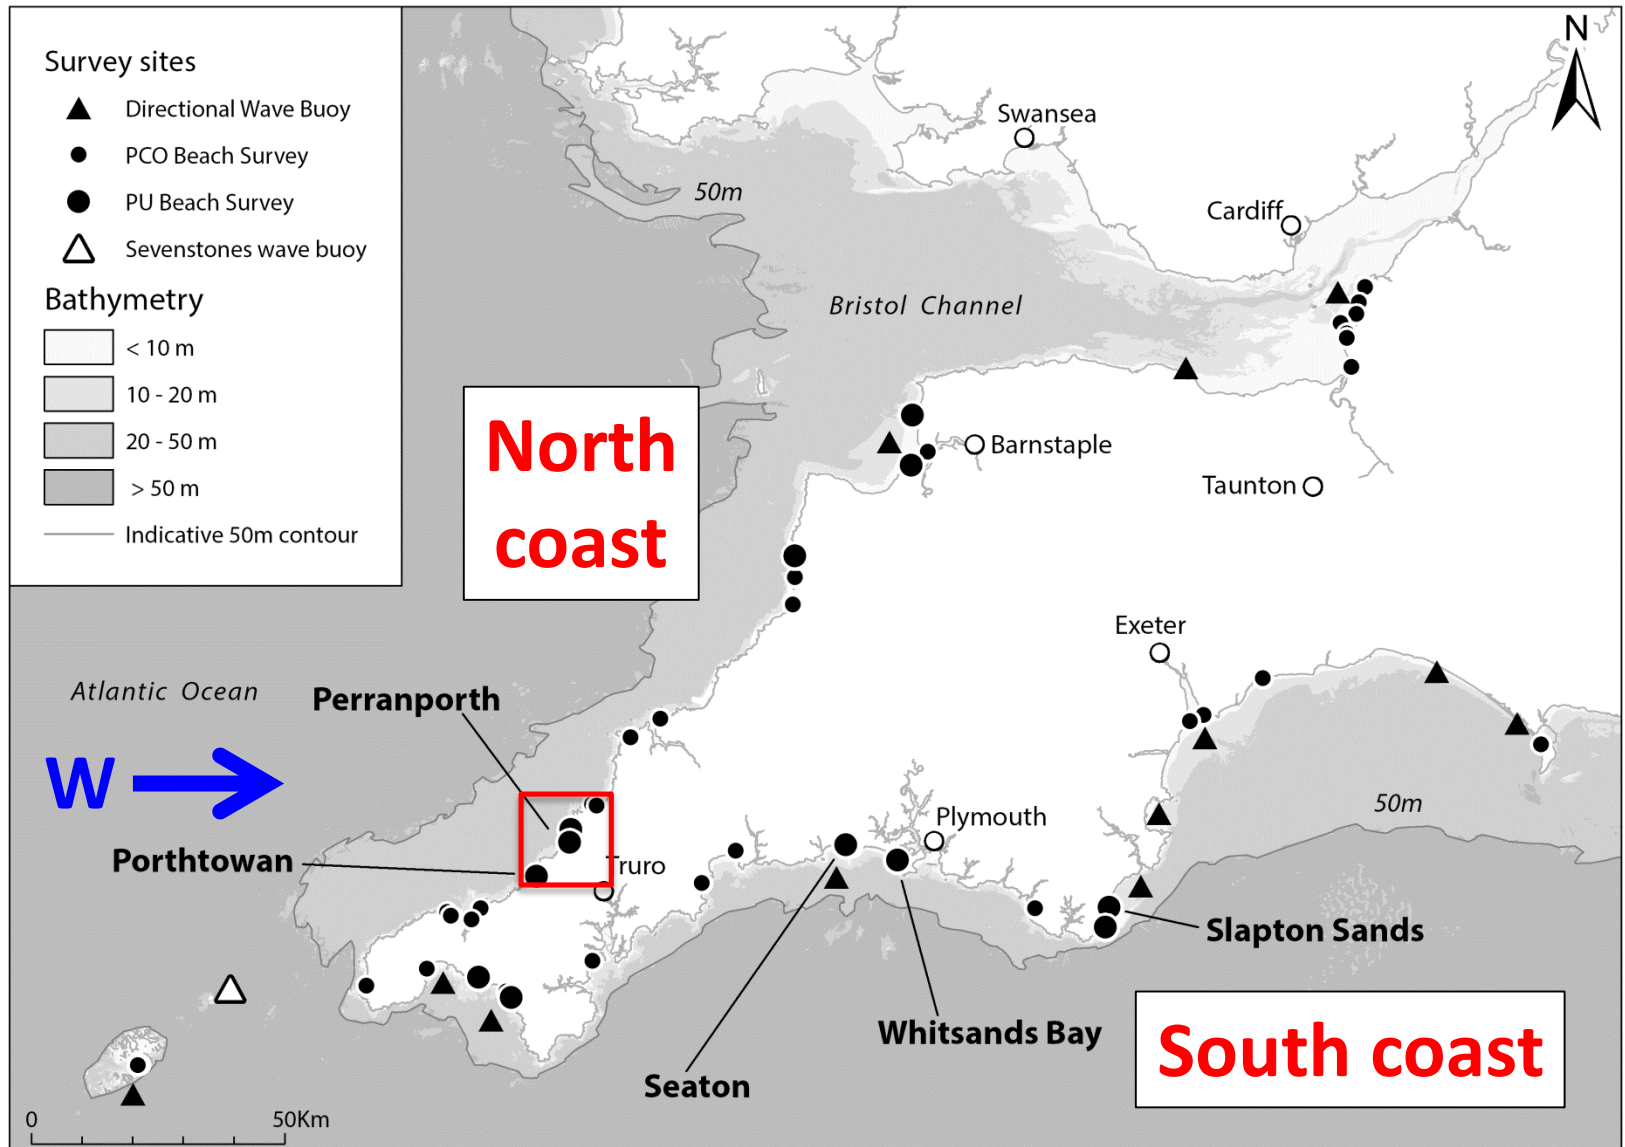 Survey sites
Directional Wave Buoy
PCO Beach Survey
PU Beach Survey
Sevenstones wave buoy
Bathymetry
< 10 m
10 - 20 m
20 - 50 m
> 50 m
Indicative 50m contour
N
Swansea
50m
Cardiff
Bristol Channel
North
coast
Barnstaple
Taunton
Exeter
Atlantic Ocean
Perranporth
W
50m
Plymouth
Porthtowan
Truro
Slapton Sands
Whitsands Bay
South coast
Seaton
0
50Km